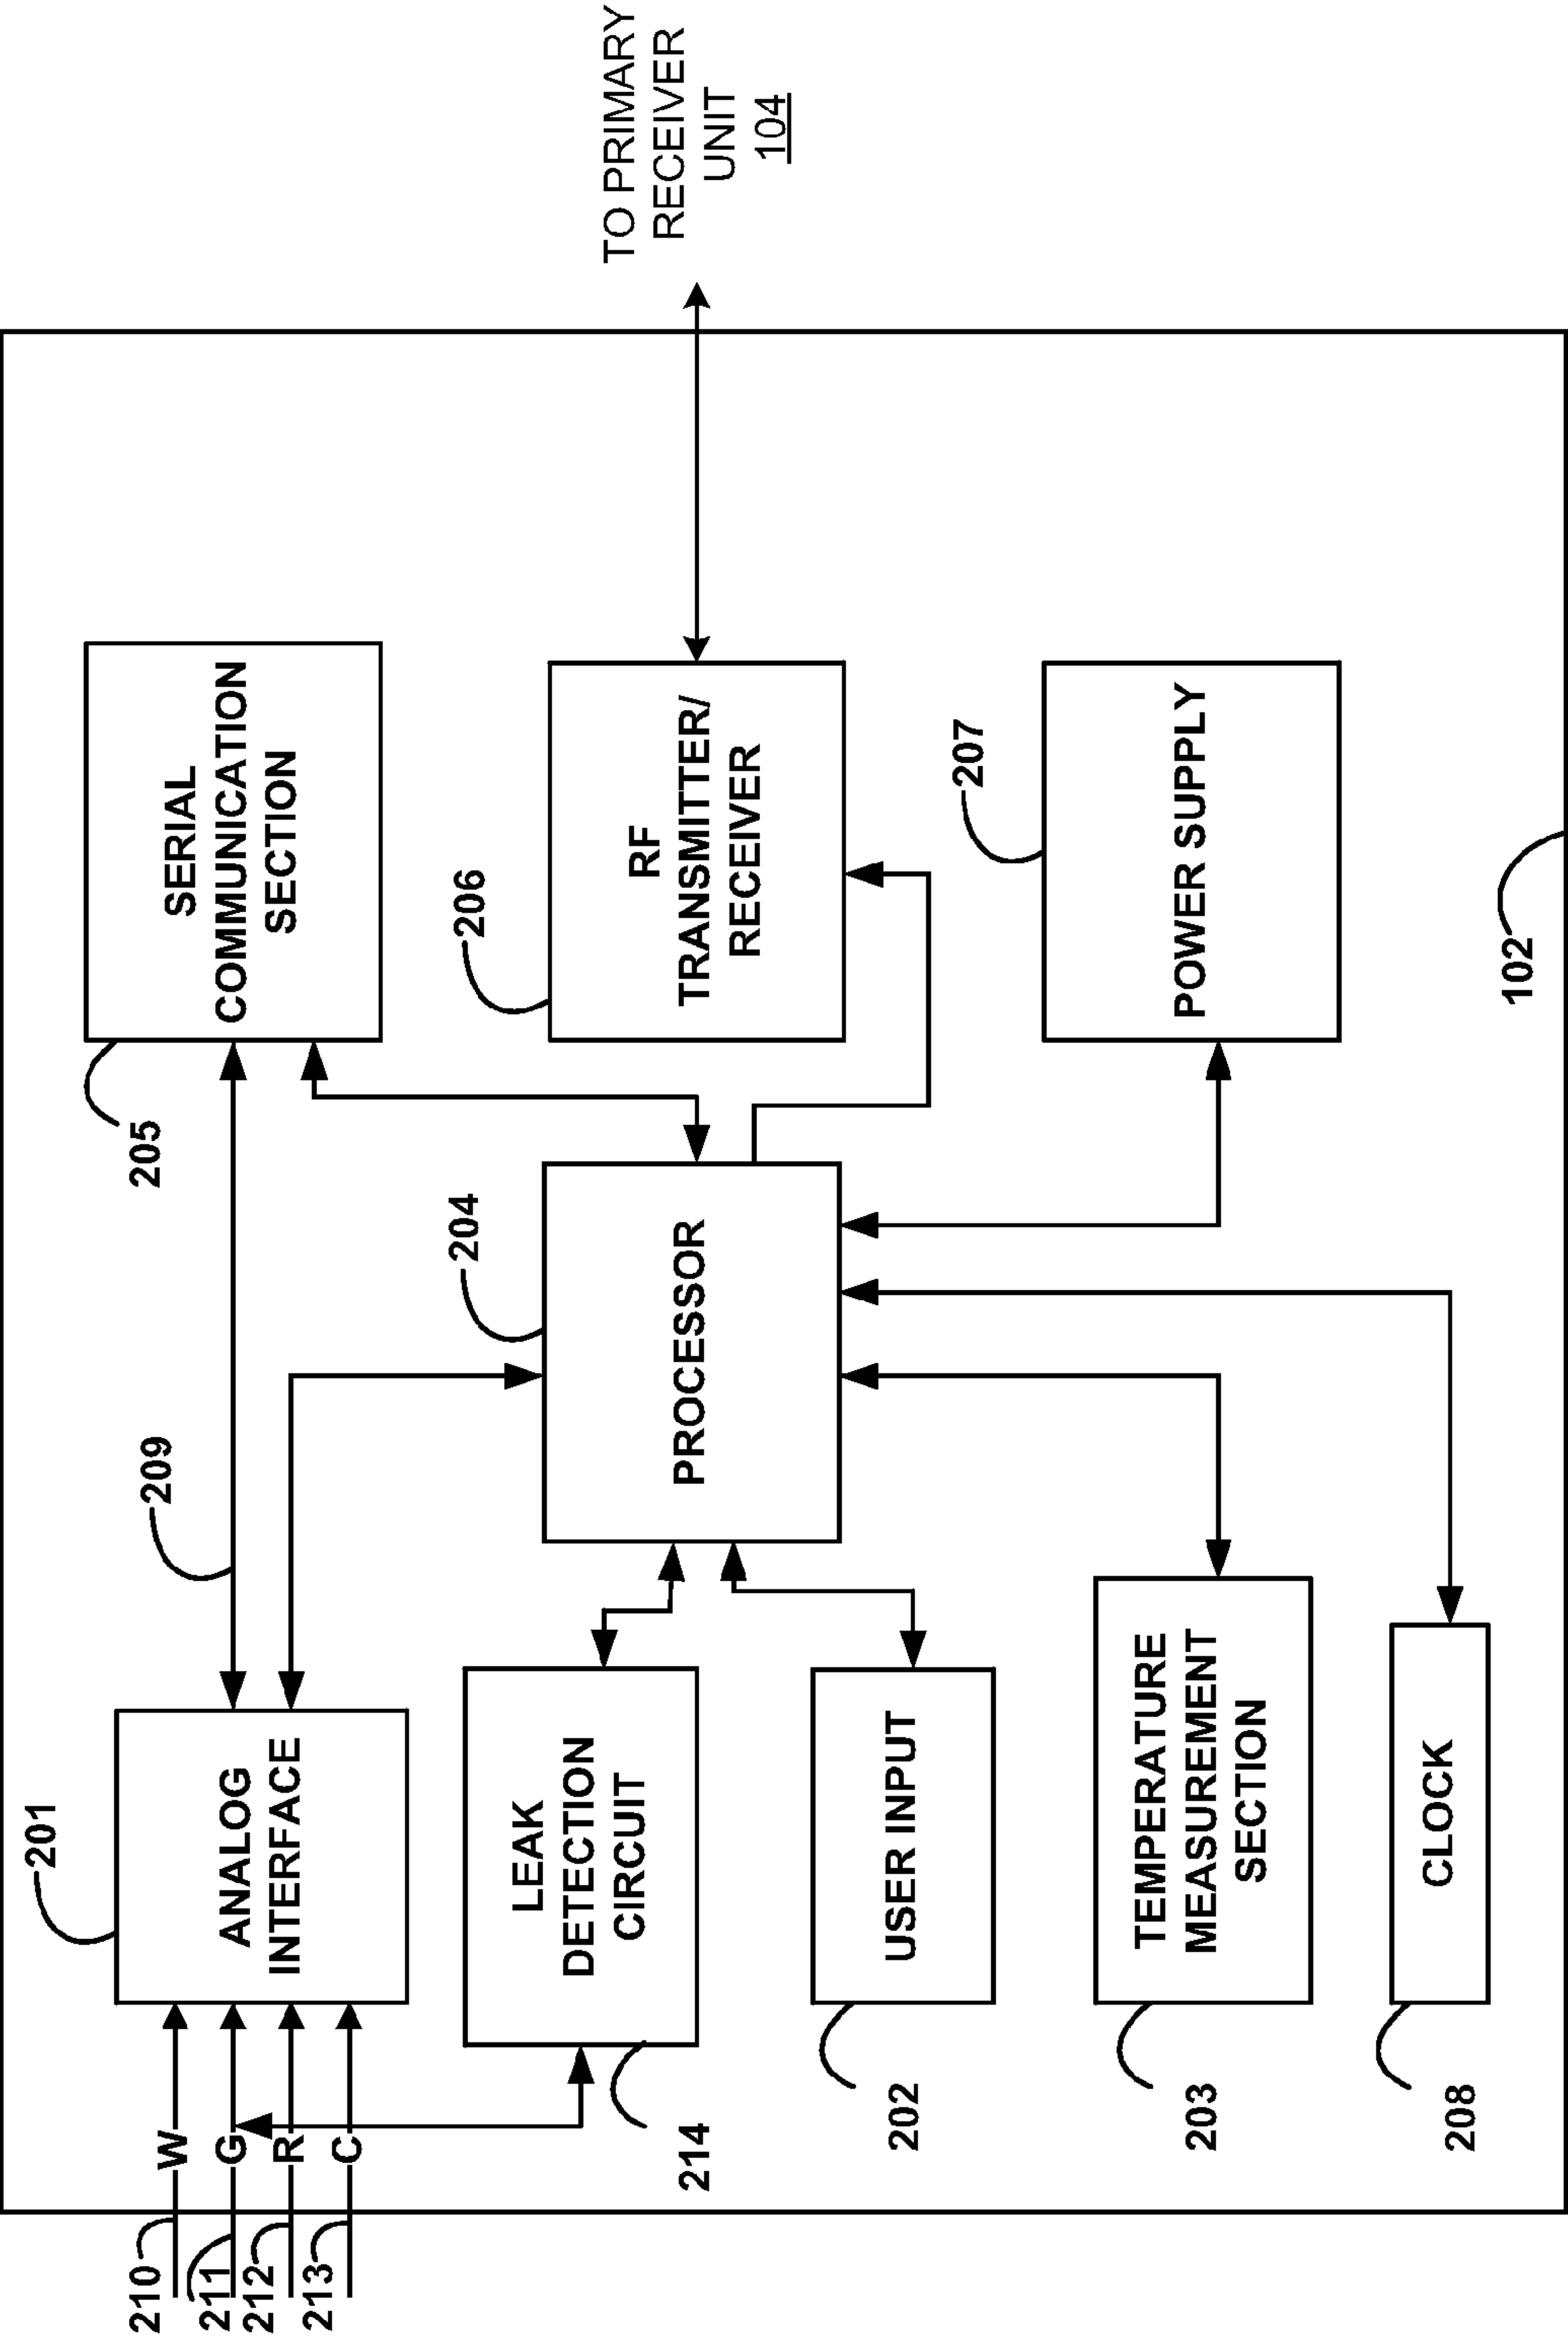 210
211
212
213
W
G
R
C
201
ANALOG
INTERFACE
209
205
SERIAL
COMMUNICATION
SECTION
214
LEAK
DETECTION
CIRCUIT
204
PROCESSOR
206
RF
TRANSMITTER/
RECEIVER
TO PRIMARY
RECEIVER
UNIT
104
202
USER INPUT
203
TEMPERATURE
MEASUREMENT
SECTION
207
POWER SUPPLY
208
CLOCK
102